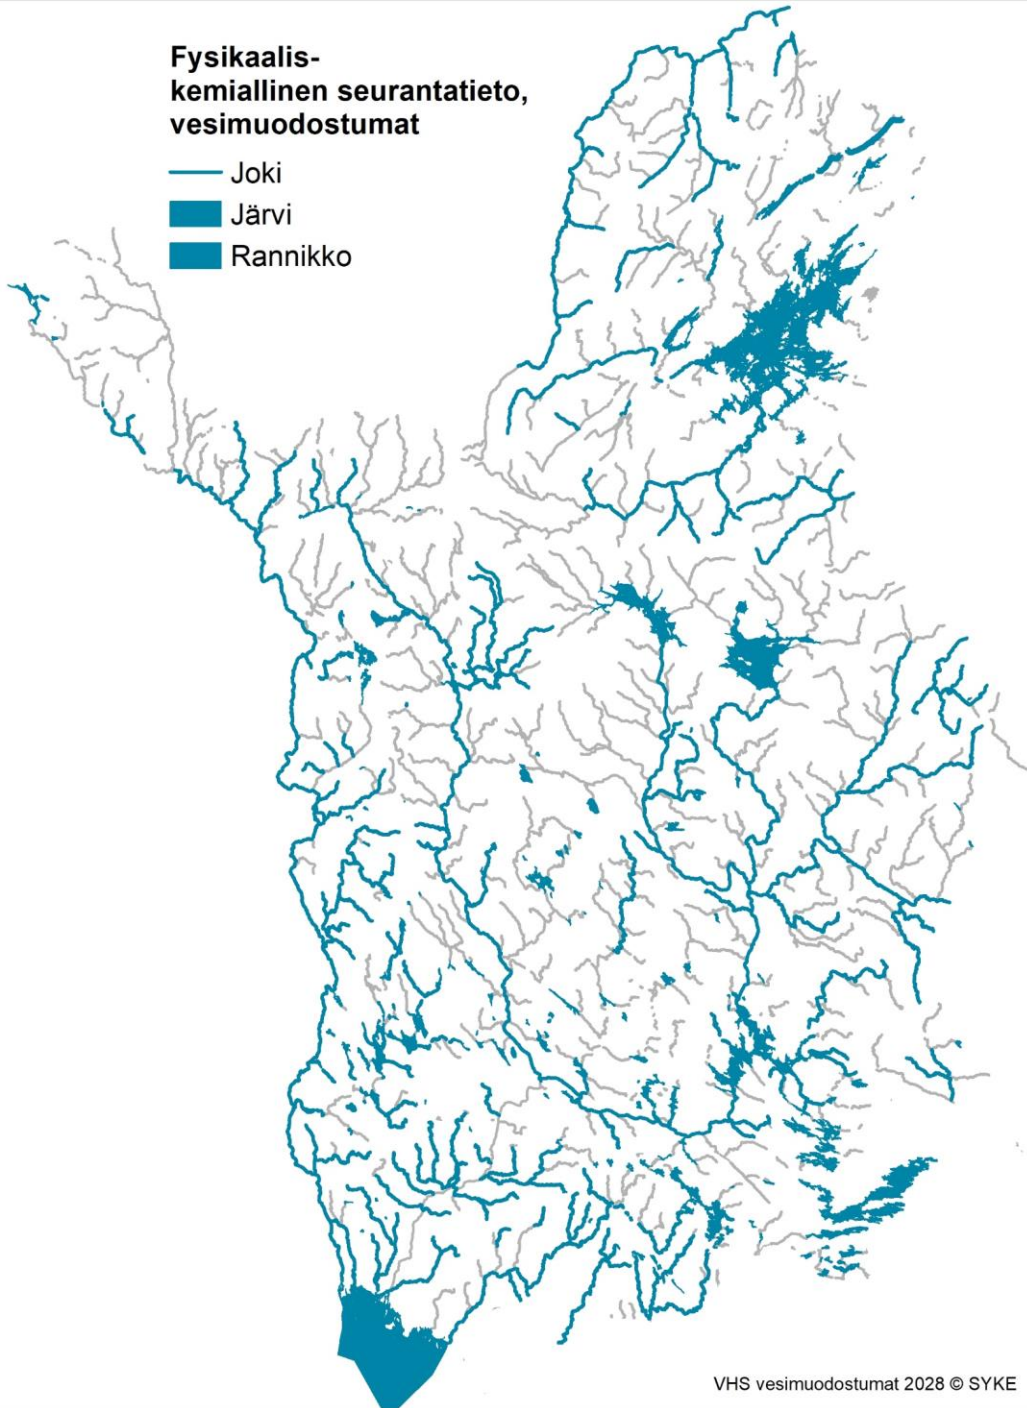 Fysikaalis-
kemiallinen seurantatieto,
vesimuodostumat
Joki
Järvi
Rannikko
VHS vesimuodostumat 2028 © SYKE